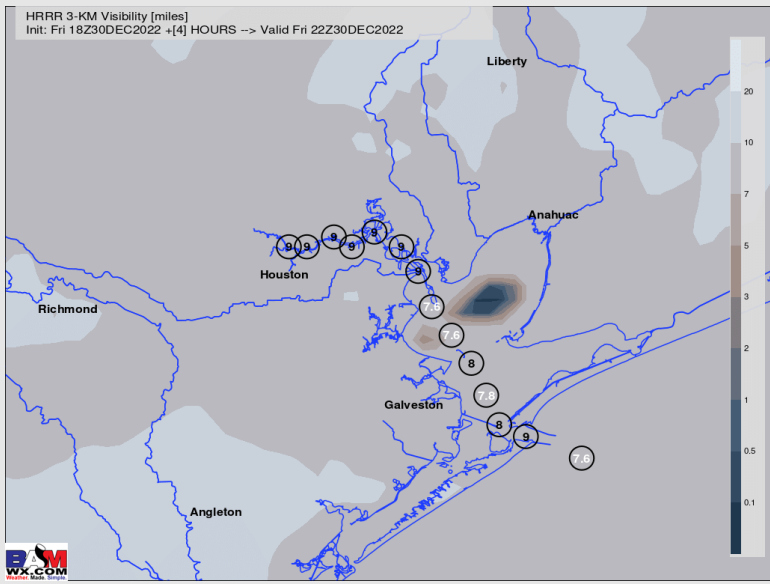 HRRR 3-KM Visibility [miles]
Init: Fri 18Z30DEC2022 +[4] HOURS --> Valid Fri 22Z30DEC2022
Liberty
20
10
7
Anahuac
9 9 9 9 9 9
5
Houston
9
3
Richmond
7.6
7.6
2
8
1
7.8
Galveston
8
9
0.5
7.6
0.1
Angleton
BAM
WX.COM
Weather. Made. Simple.